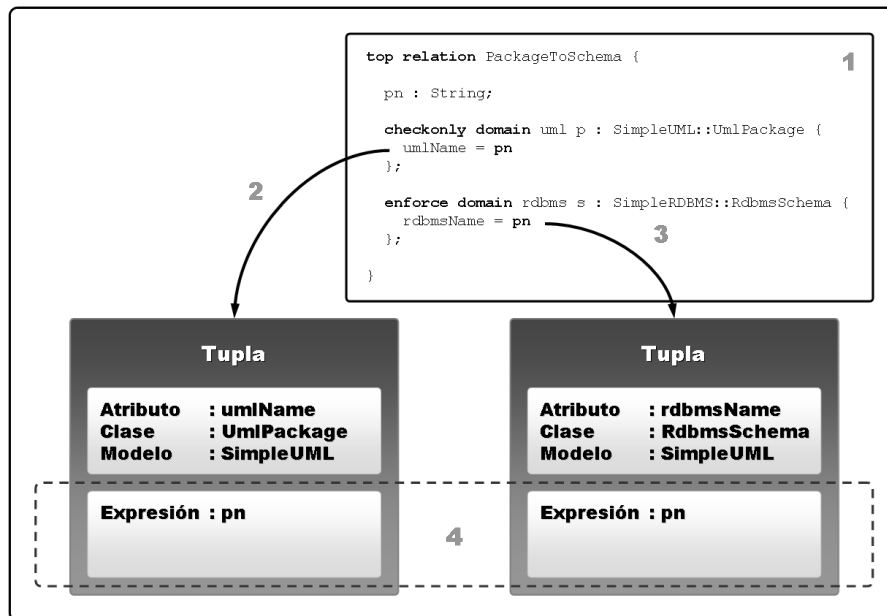 top relation PackageToSchema {
1
pn : String;
checkonly domain uml p : SimpleUML::UmlPackage {
umlName = pn
};
2
enforce domain rdbms s : SimpleRDBMS::RdbmsSchema {
rdbmsName = pn
3
};
}
Tupla
Atributo : umlName
Clase : UmlPackage
Modelo : SimpleUML
Expresión : pn
Tupla
Atributo : rdbmsName
Clase : RdbmsSchema
Modelo : SimpleUML
Expresión : pn
4